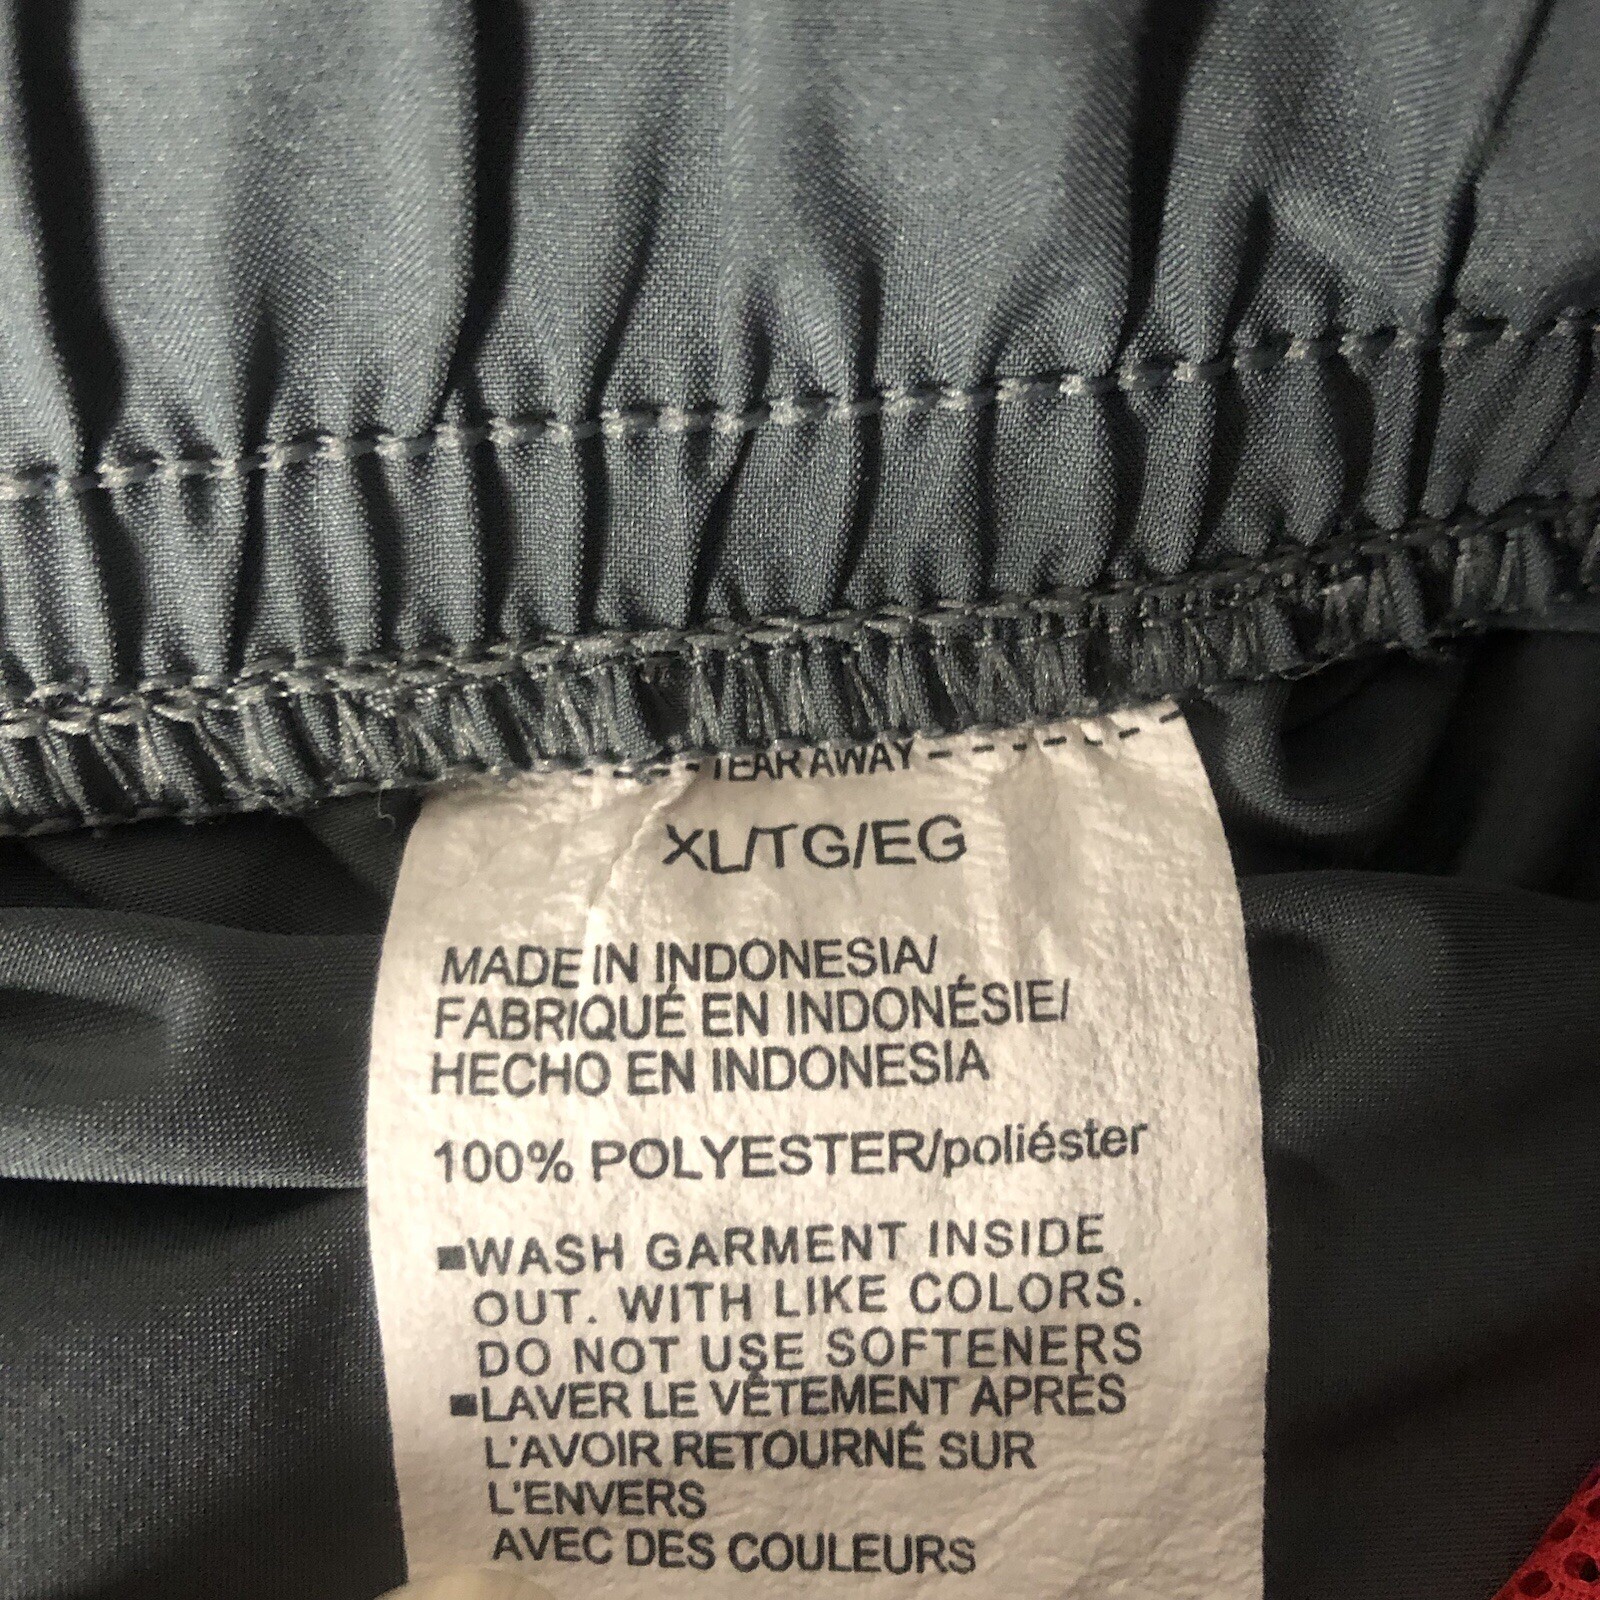 TEAR AWAY
XL/TG/EG
MADE IN INDONESIA/
FABRIQUÉ EN INDONÉSIE/
HECHO EN INDONESIA
100% POLYESTER/poliéster
■WASH GARMENT INSIDE
OUT. WITH LIKE COLORS.
DO NOT USE SOFTENERS
■LAVER LE VÊTEMENT APRÈS
L'AVOIR RETOURNÉ SUR
L'ENVERS
AVEC DES COULEURS